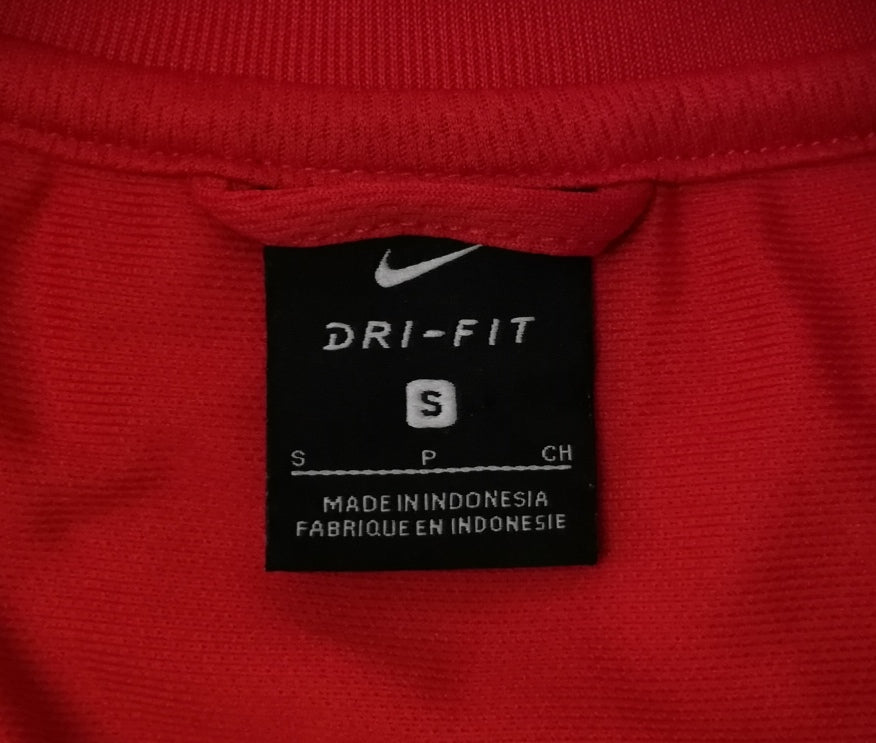 DRI-FIT
S
S P CH
MADE IN INDONESIA
FABRIQUE EN INDONESIE